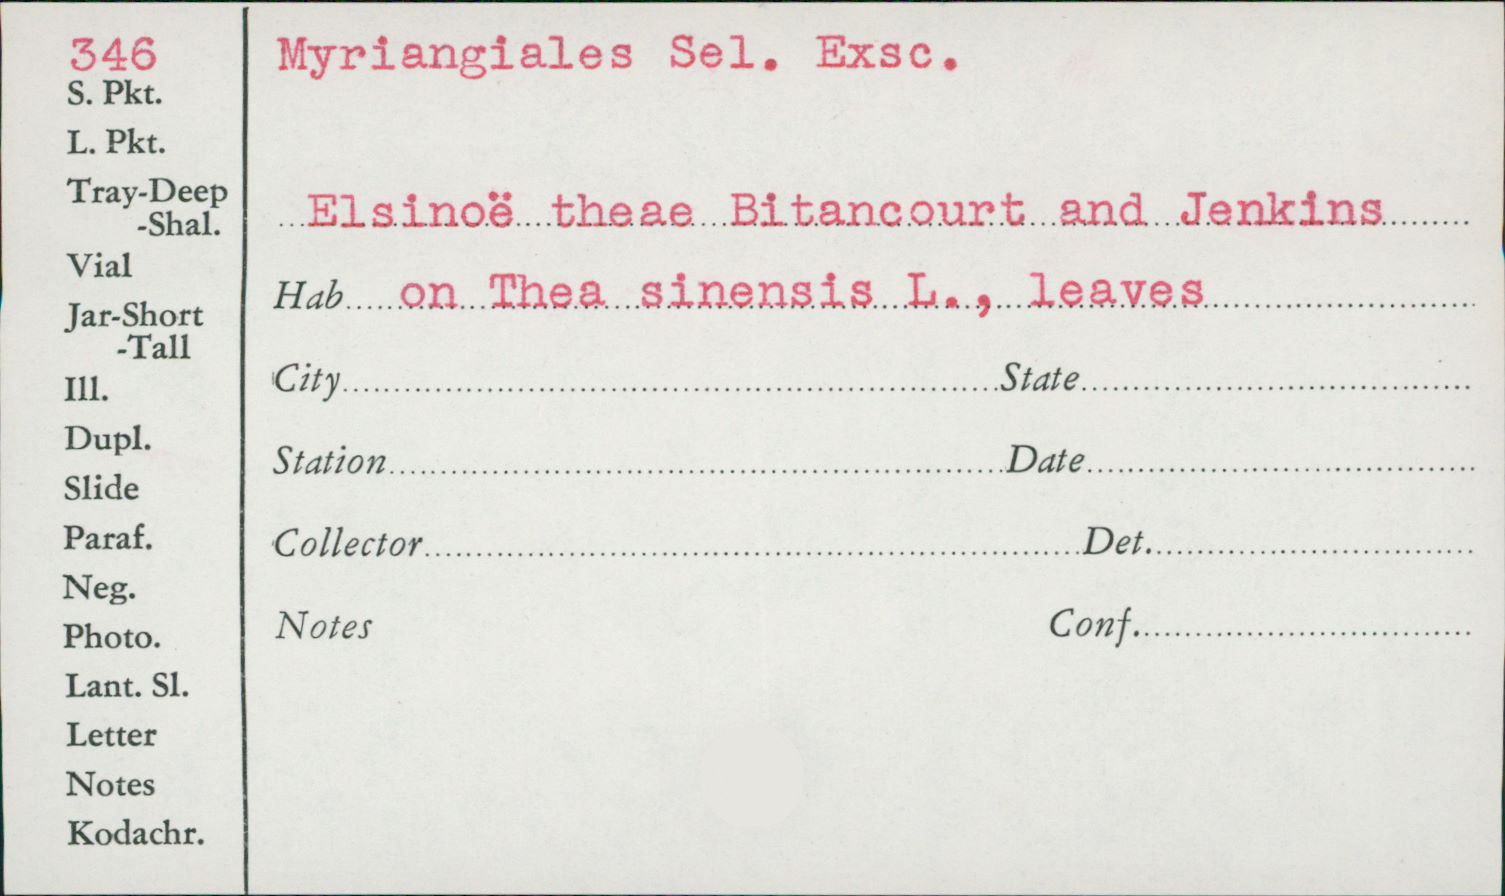 346
S. Pkt.
L. Pkt.
Tray-Deep
-Shal.
Vial
Jar-Short
-Tall
Ill.
Dupl.
Slide
Paraf.
Neg.
Photo.
Lant. Sl.
Letter
Notes
Kodachr.
Myriangiales Sel. Exsc.
Elsinoë theae Bitancourt and Jenkins
Hab on Thea sinensis L., leaves
City State
Station Date
Collector Det.
Notes Conf.